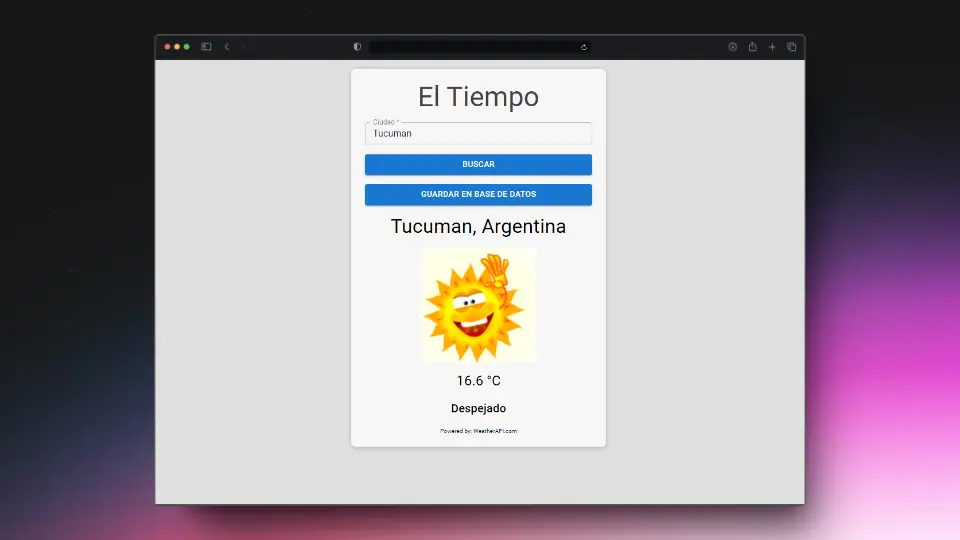 El Tiempo
Ciudad *
Tucuman
BUSCAR
GUARDAR EN BASE DE DATOS
Tucuman, Argentina
16.6 °C
Despejado
Powered by: WeatherAPI.com